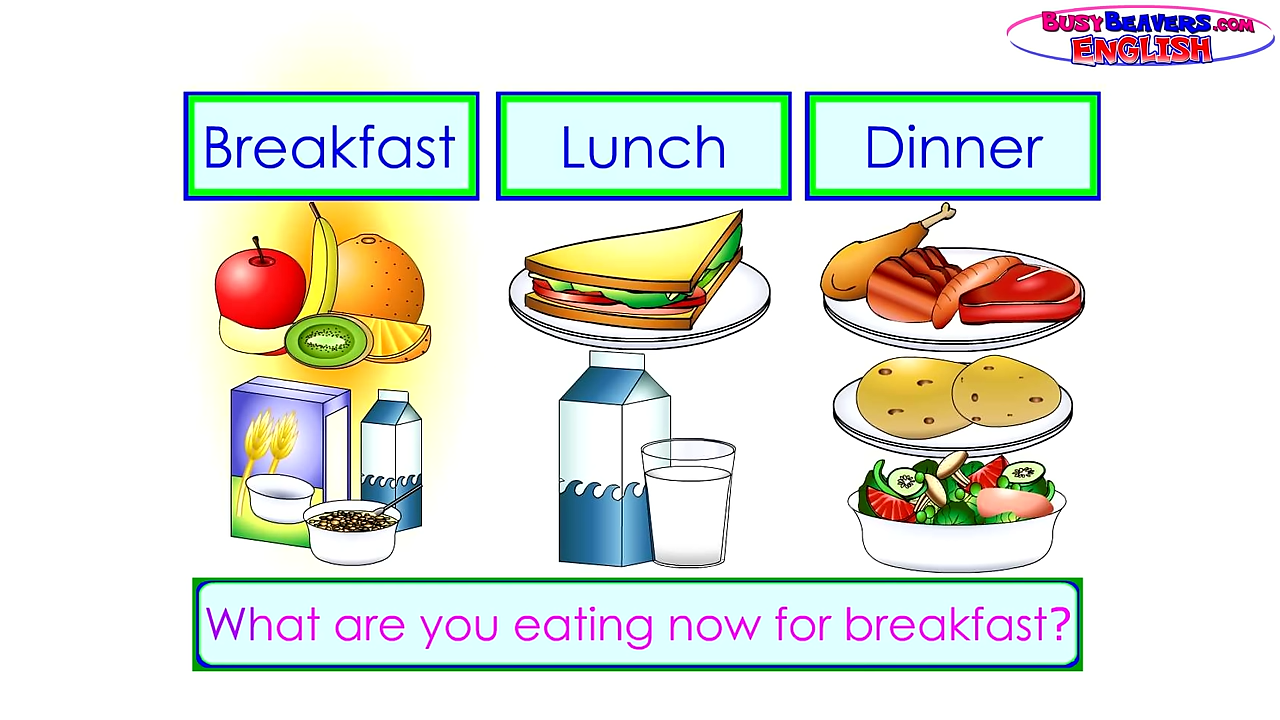 BUSYBEAVERS.COM
ENGLISH
Breakfast
Lunch
Dinner
What are you eating now for breakfast?